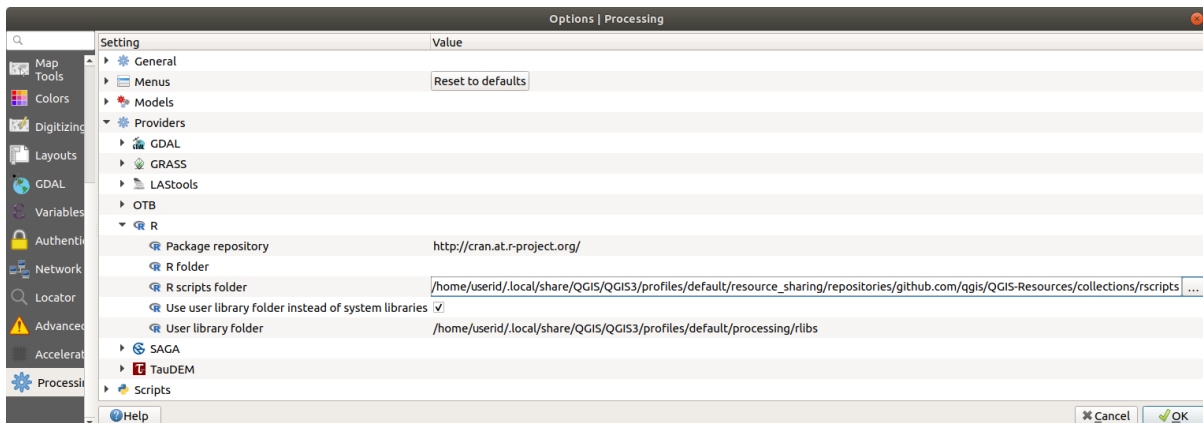 Options | Processing
Setting Value
Map Tools
Colors
Digitizing
Layouts
GDAL
Variables
Authenti
Network
Locator
Advanced
Accelerat
Processin
General
Menus Reset to defaults
Models
Providers
GDAL
GRASS
LAStools
OTB
R
Package repository http://cran.at.r-project.org/
R folder
R scripts folder /home/userid/.local/share/QGIS/QGIS3/profiles/default/resource_sharing/repositories/github.com/qgis/QGIS-Resources/collections/rscripts ...
Use user library folder instead of system libraries
User library folder /home/userid/.local/share/QGIS/QGIS3/profiles/default/processing/rlibs
SAGA
TauDEM
Scripts
Help Cancel OK